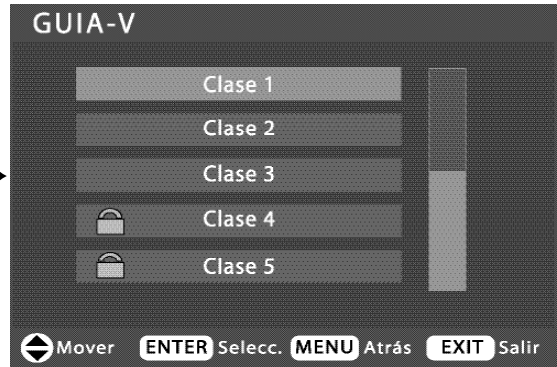 GUIA-V
Clase 1
Clase 2
Clase 3
Clase 4
Clase 5
Mover ENTER Selecc. MENU Atrás EXIT Salir